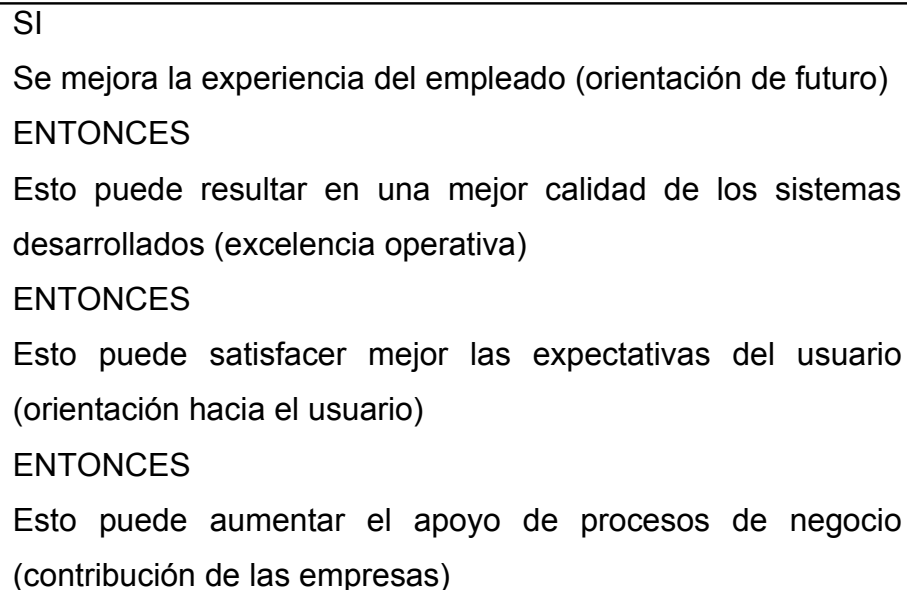 SI
Se mejora la experiencia del empleado (orientación de futuro)
ENTONCES
Esto puede resultar en una mejor calidad de los sistemas
desarrollados (excelencia operativa)
ENTONCES
Esto puede satisfacer mejor las expectativas del usuario
(orientación hacia el usuario)
ENTONCES
Esto puede aumentar el apoyo de procesos de negocio
(contribución de las empresas)